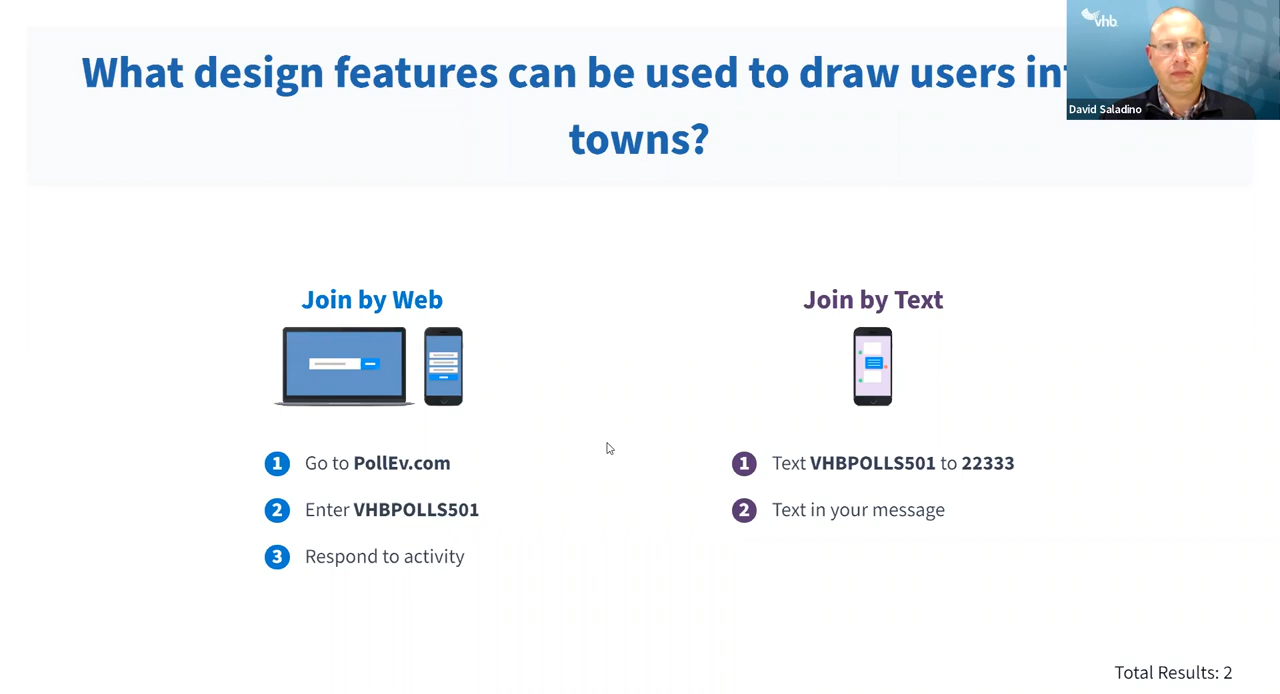 What design features can be used to draw users in
towns?
vhb
David Saladino
Join by Web
Join by Text
1 Go to PollEv.com
2 Enter VHBPOLLS501
3 Respond to activity
1 Text VHBPOLLS501 to 22333
2 Text in your message
Total Results: 2